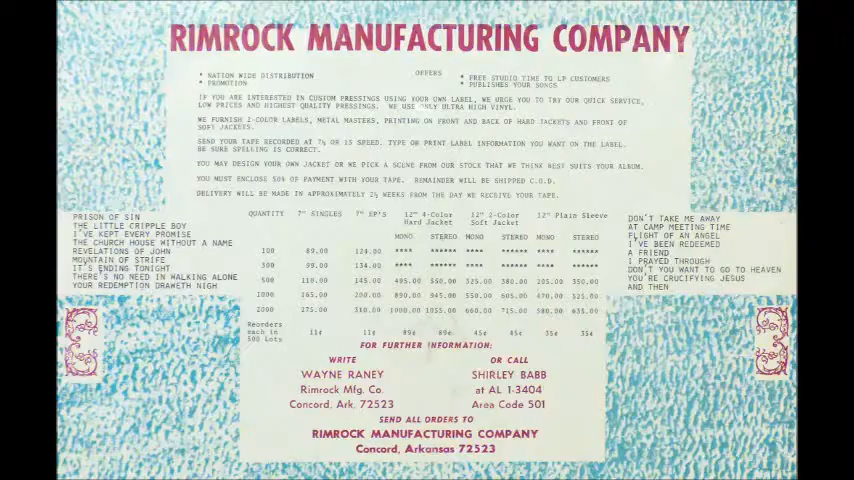 RIMROCK MANUFACTURING COMPANY
OFFERS
* NATION WIDE DISTRIBUTION
* PROMOTION
* FREE STUDIO TIME TO LP CUSTOMERS
* PUBLISHES YOUR SONGS
IF YOU ARE INTERESTED IN CUSTOM PRESSINGS USING YOUR OWN LABEL, WE URGE YOU TO TRY OUR QUICK SERVICE,
LOW PRICES AND HIGHEST QUALITY PRESSINGS. WE USE ONLY ULTRA HIGH VINYL.
WE FURNISH 2-COLOR LABELS, METAL MASTERS, PRINTING ON FRONT AND BACK OF HARD JACKETS AND FRONT OF
SOFT JACKETS.
SEND YOUR TAPE RECORDED AT 7½ OR 15 SPEED. TYPE OR PRINT LABEL INFORMATION YOU WANT ON THE LABEL.
BE SURE SPELLING IS CORRECT.
YOU MAY DESIGN YOUR OWN JACKET OR WE PICK A SCENE FROM OUR STOCK THAT WE THINK BEST SUITS YOUR ALBUM.
YOU MUST ENCLOSE 50% OF PAYMENT WITH YOUR TAPE. REMAINDER WILL BE SHIPPED C.O.D.
DELIVERY WILL BE MADE IN APPROXIMATELY 2½ WEEKS FROM THE DAY WE RECEIVE YOUR TAPE.
PRISON OF SIN
THE LITTLE CRIPPLE BOY
I'VE KEPT EVERY PROMISE
THE CHURCH HOUSE WITHOUT A NAME
REVELATIONS OF JOHN
MOUNTAIN OF STRIFE
IT'S ENDING TONIGHT
THERE'S NO NEED IN WALKING ALONE
YOUR REDEMPTION DRAWETH NIGH
QUANTITY 7" SINGLES 7" EP'S 12" 4-Color Hard Jacket 12" 2-Color Soft Jacket 12" Plain Sleeve
MONO STEREO MONO STEREO MONO STEREO
100 89.00 124.00 **** ****** **** ****** **** ******
300 99.00 134.00 **** ****** **** ****** **** ******
500 110.00 145.00 495.00 550.00 325.00 380.00 350.00
1000 165.00 200.00 890.00 945.00 550.00 605.00 470.00 525.00
2000 275.00 310.00 1000.00 1055.00 660.00 715.00 580.00 635.00
Reorders
each in
500 Lots
11¢ 11¢ 89¢ 89¢ 45¢ 45¢ 35¢ 35¢
DON'T TAKE ME AWAY
AT CAMP MEETING TIME
FLIGHT OF AN ANGEL
I'VE BEEN REDEEMED
A FRIEND
I PRAYED THROUGH
DON'T YOU WANT TO GO TO HEAVEN
YOU'RE CRUCIFYING JESUS
AND THEN
FOR FURTHER INFORMATION:
WRITE
WAYNE RANEY
Rimrock Mfg. Co.
Concord, Ark. 72523
OR CALL
SHIRLEY BABB
at AL 1-3404
Area Code 501
SEND ALL ORDERS TO
RIMROCK MANUFACTURING COMPANY
Concord, Arkansas 72523